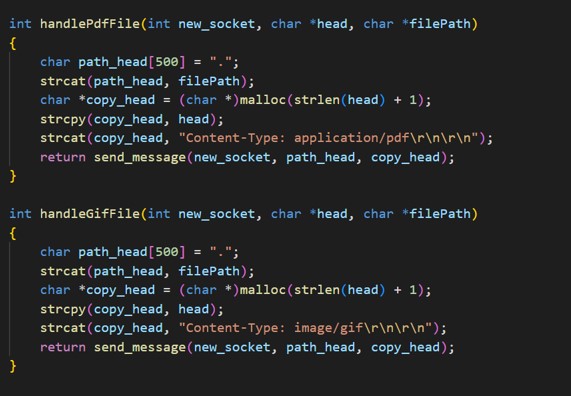 int handlePdfFile(int new_socket, char *head, char *filePath)
{
    char path_head[500] = ".";
    strcat(path_head, filePath);
    char *copy_head = (char *)malloc(strlen(head) + 1);
    strcpy(copy_head, head);
    strcat(copy_head, "Content-Type: application/pdf\r\n\r\n");
    return send_message(new_socket, path_head, copy_head);
}
int handleGifFile(int new_socket, char *head, char *filePath)
{
    char path_head[500] = ".";
    strcat(path_head, filePath);
    char *copy_head = (char *)malloc(strlen(head) + 1);
    strcpy(copy_head, head);
    strcat(copy_head, "Content-Type: image/gif\r\n\r\n");
    return send_message(new_socket, path_head, copy_head);
}